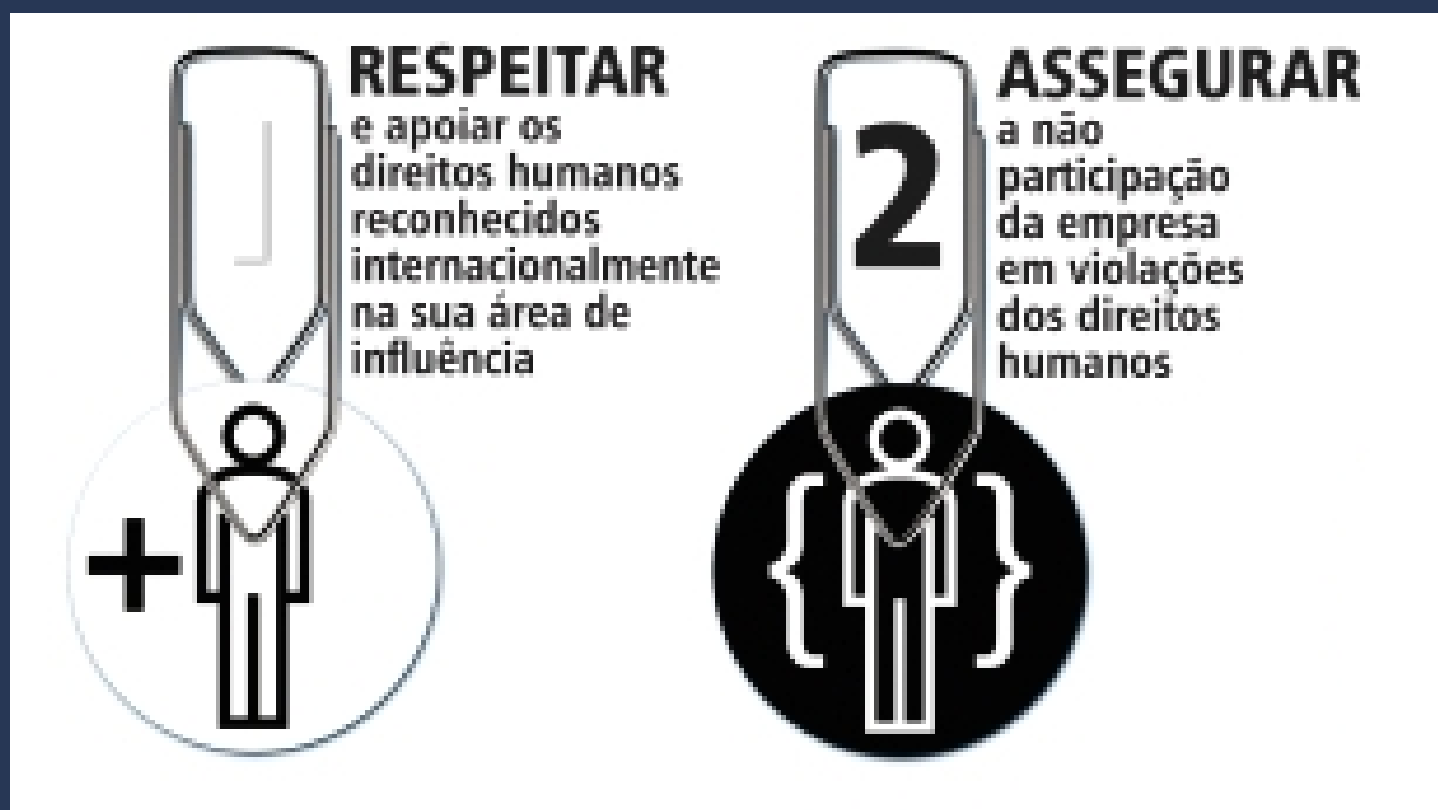 RESPEITAR
e apoiar os
direitos humanos
reconhecidos
internacionalmente
na sua área de
influência
2
ASSEGURAR
a não
participação
da empresa
em violações
dos direitos
humanos